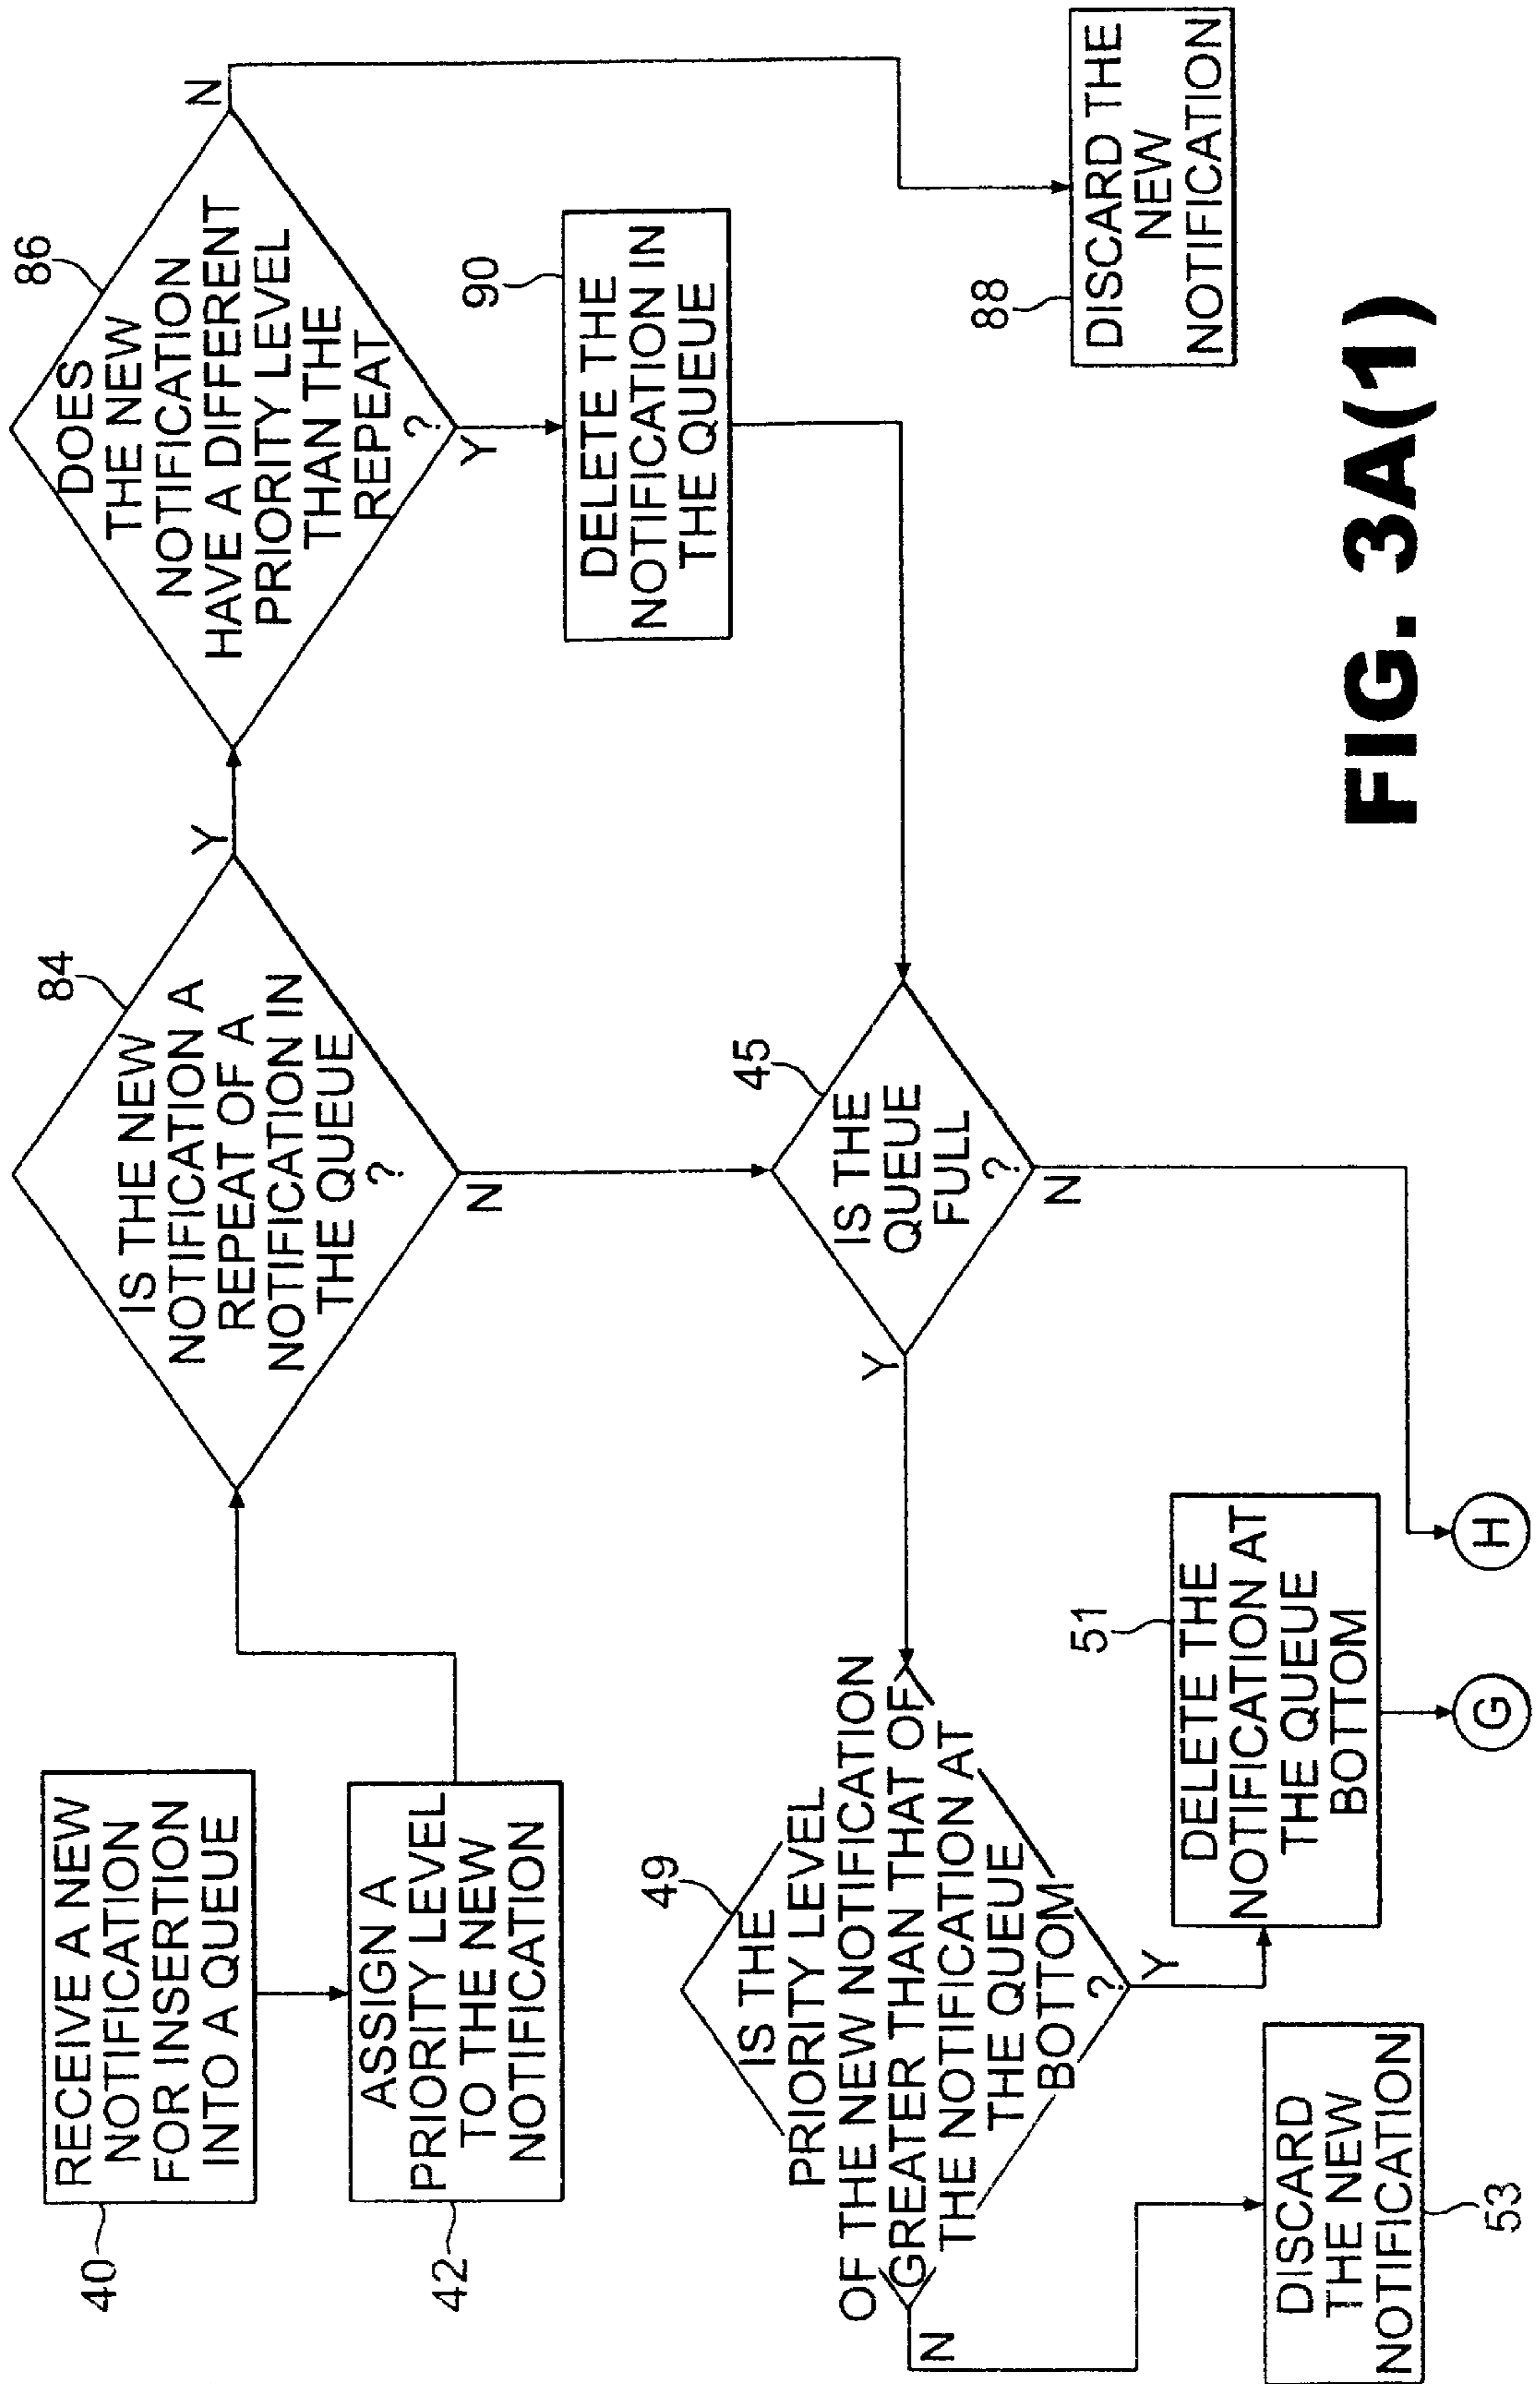 RECEIVE A NEW
NOTIFICATION
FOR INSERTION
INTO A QUEUE
40
ASSIGN A
PRIORITY LEVEL
TO THE NEW
NOTIFICATION
42
84
IS THE NEW
NOTIFICATION A
REPEAT OF A
NOTIFICATION IN
THE QUEUE
?
Y
N
86
DOES
THE NEW
NOTIFICATION
HAVE A DIFFERENT
PRIORITY LEVEL
THAN THE
REPEAT
?
N
Y
90
DELETE THE
NOTIFICATION IN
THE QUEUE
88
DISCARD THE
NEW
NOTIFICATION
45
IS THE
QUEUE
FULL
?
Y
N
49
IS THE
PRIORITY LEVEL
OF THE NEW NOTIFICATION
GREATER THAN THAT OF
THE NOTIFICATION AT
THE QUEUE
BOTTOM
?
N
Y
51
DELETE THE
NOTIFICATION AT
THE QUEUE
BOTTOM
DISCARD
THE NEW
NOTIFICATION
53
G
H
FIG. 3A(1)